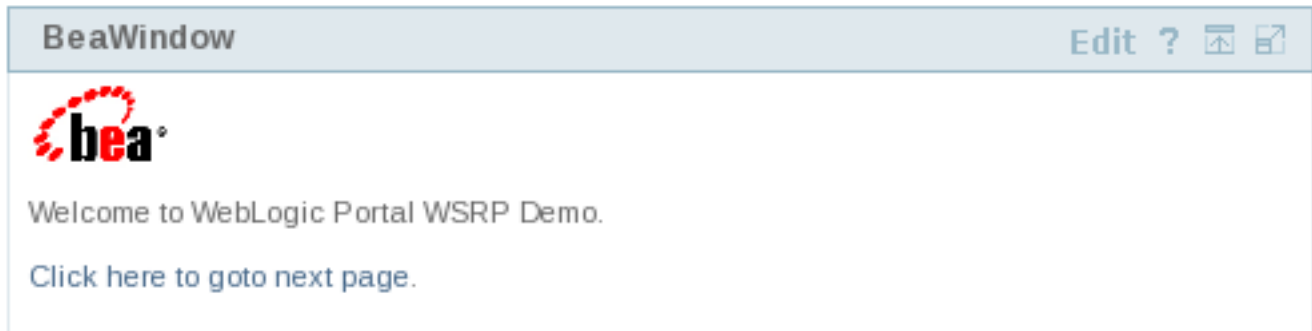 BeaWindow Edit ?
bea
Welcome to WebLogic Portal WSRP Demo.
Click here to goto next page.